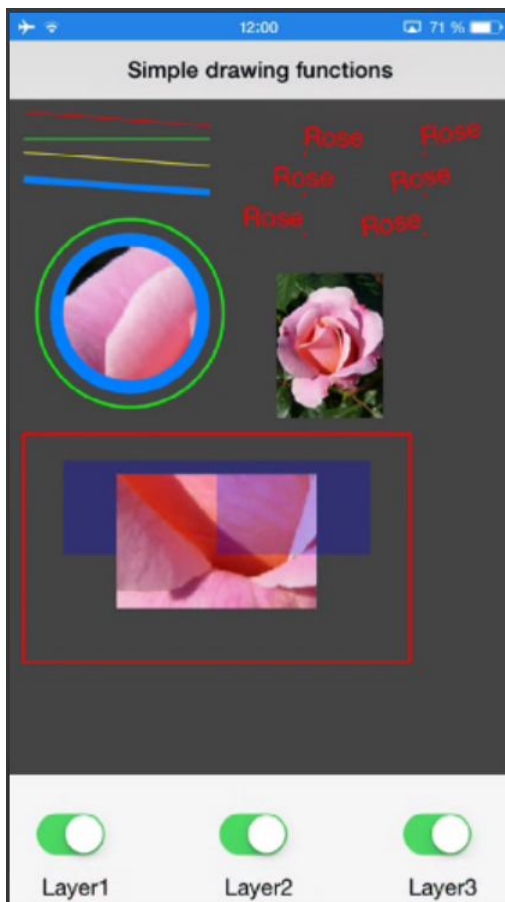 12:00 71 %
Simple drawing functions
Rose Rose
Rose Rose
Rose Rose
Layer1 Layer2 Layer3